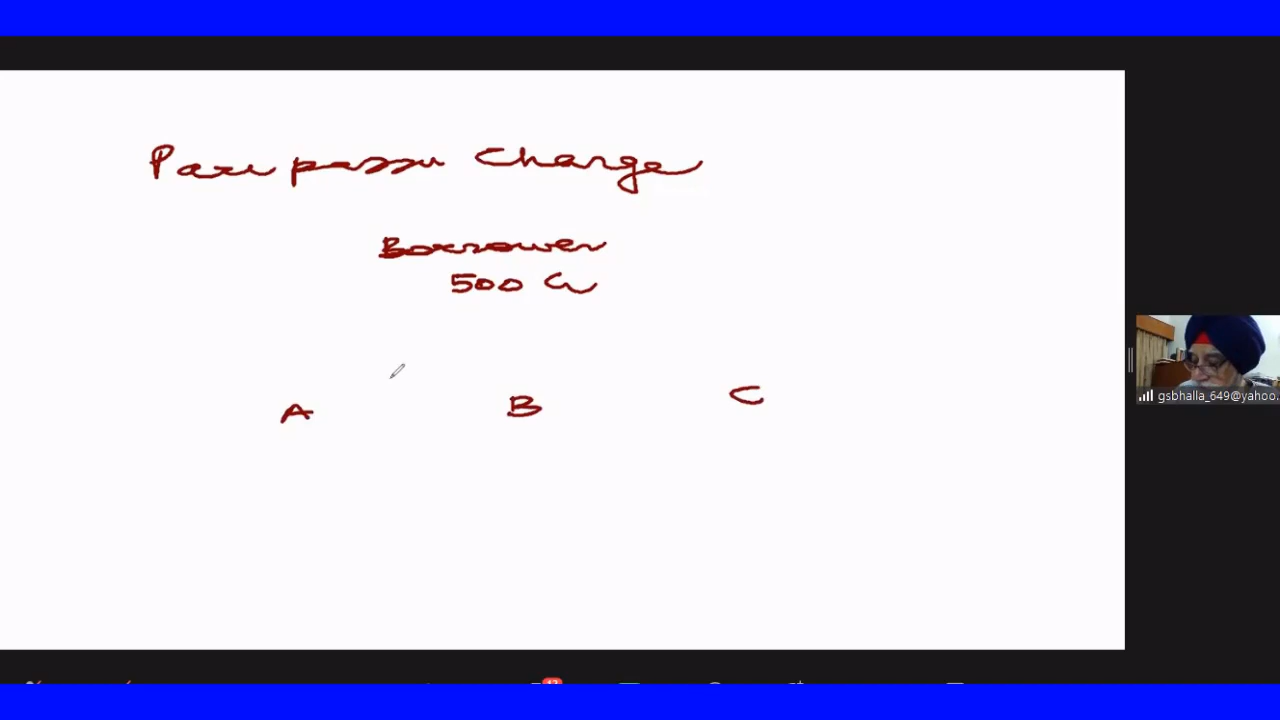 Pari passu Charge
Borrower
500 Cr
A B C
gsbhalla_649@yahoo.